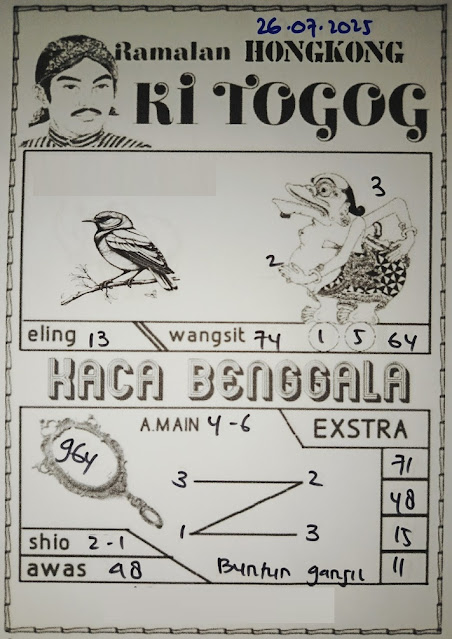 26.07.2025
Ramalan HONGKONG
KI TOGOG
3
2
eling 13
wangsit 74 1 5 64
KACA BENGGALA
A.MAIN 4-6
EXSTRA
964
3 2
1 3
71
48
15
11
shio 2-1
awas 48
Buntun ganjil